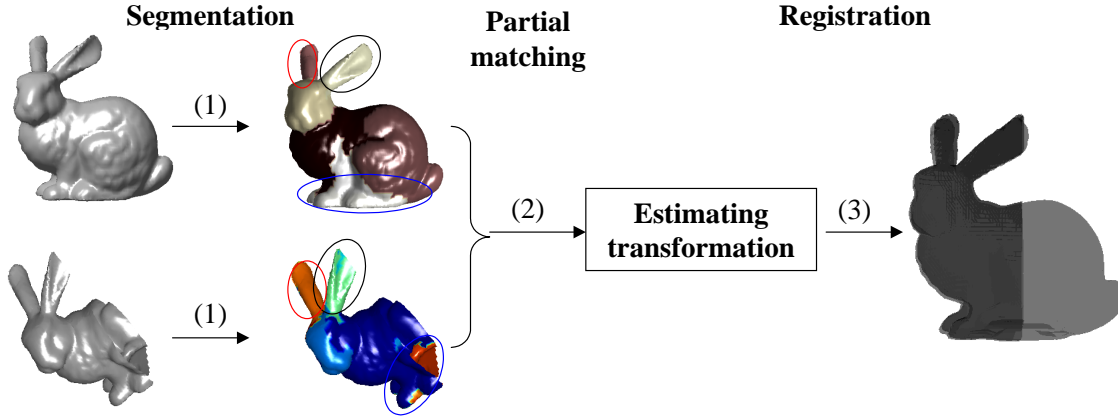 Segmentation
Partial
matching
Registration
(1)
(2)
Estimating
transformation
(3)
(1)